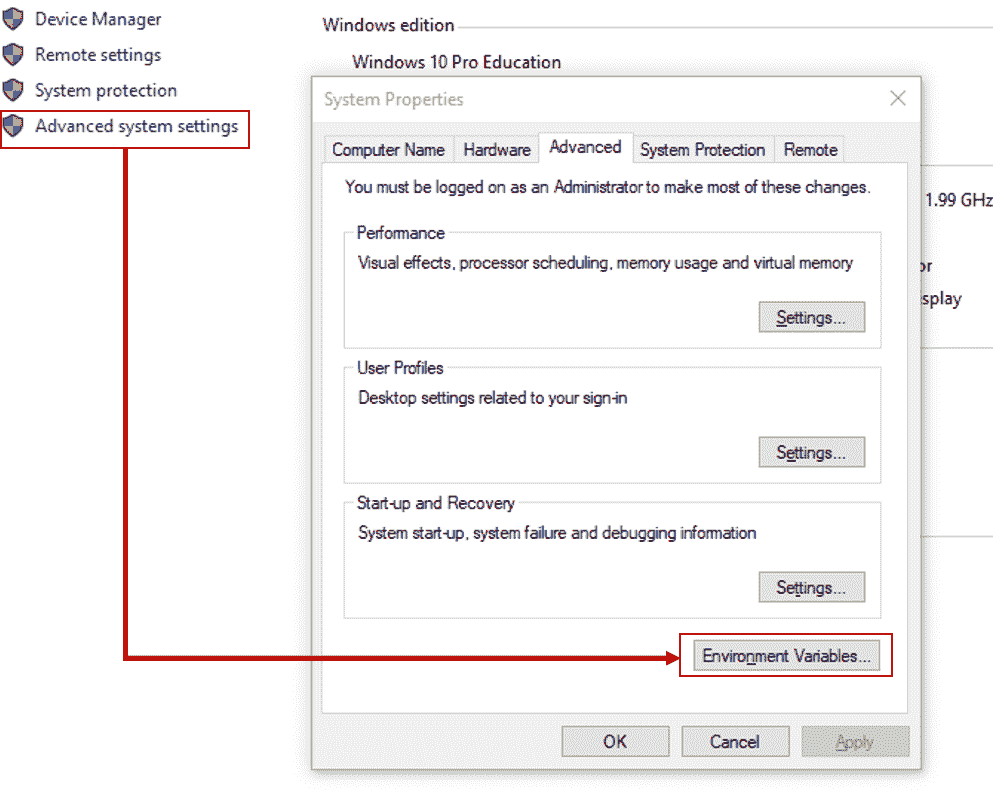 Device Manager
Remote settings
System protection
Advanced system settings
Windows edition
Windows 10 Pro Education
System Properties
Computer Name
Hardware
Advanced
System Protection
Remote
You must be logged on as an Administrator to make most of these changes.
Performance
Visual effects, processor scheduling, memory usage and virtual memory
Settings...
User Profiles
Desktop settings related to your sign-in
Settings...
Start-up and Recovery
System start-up, system failure and debugging information
Settings...
Environment Variables...
OK
Cancel
Apply
1.99 GHz
or
splay